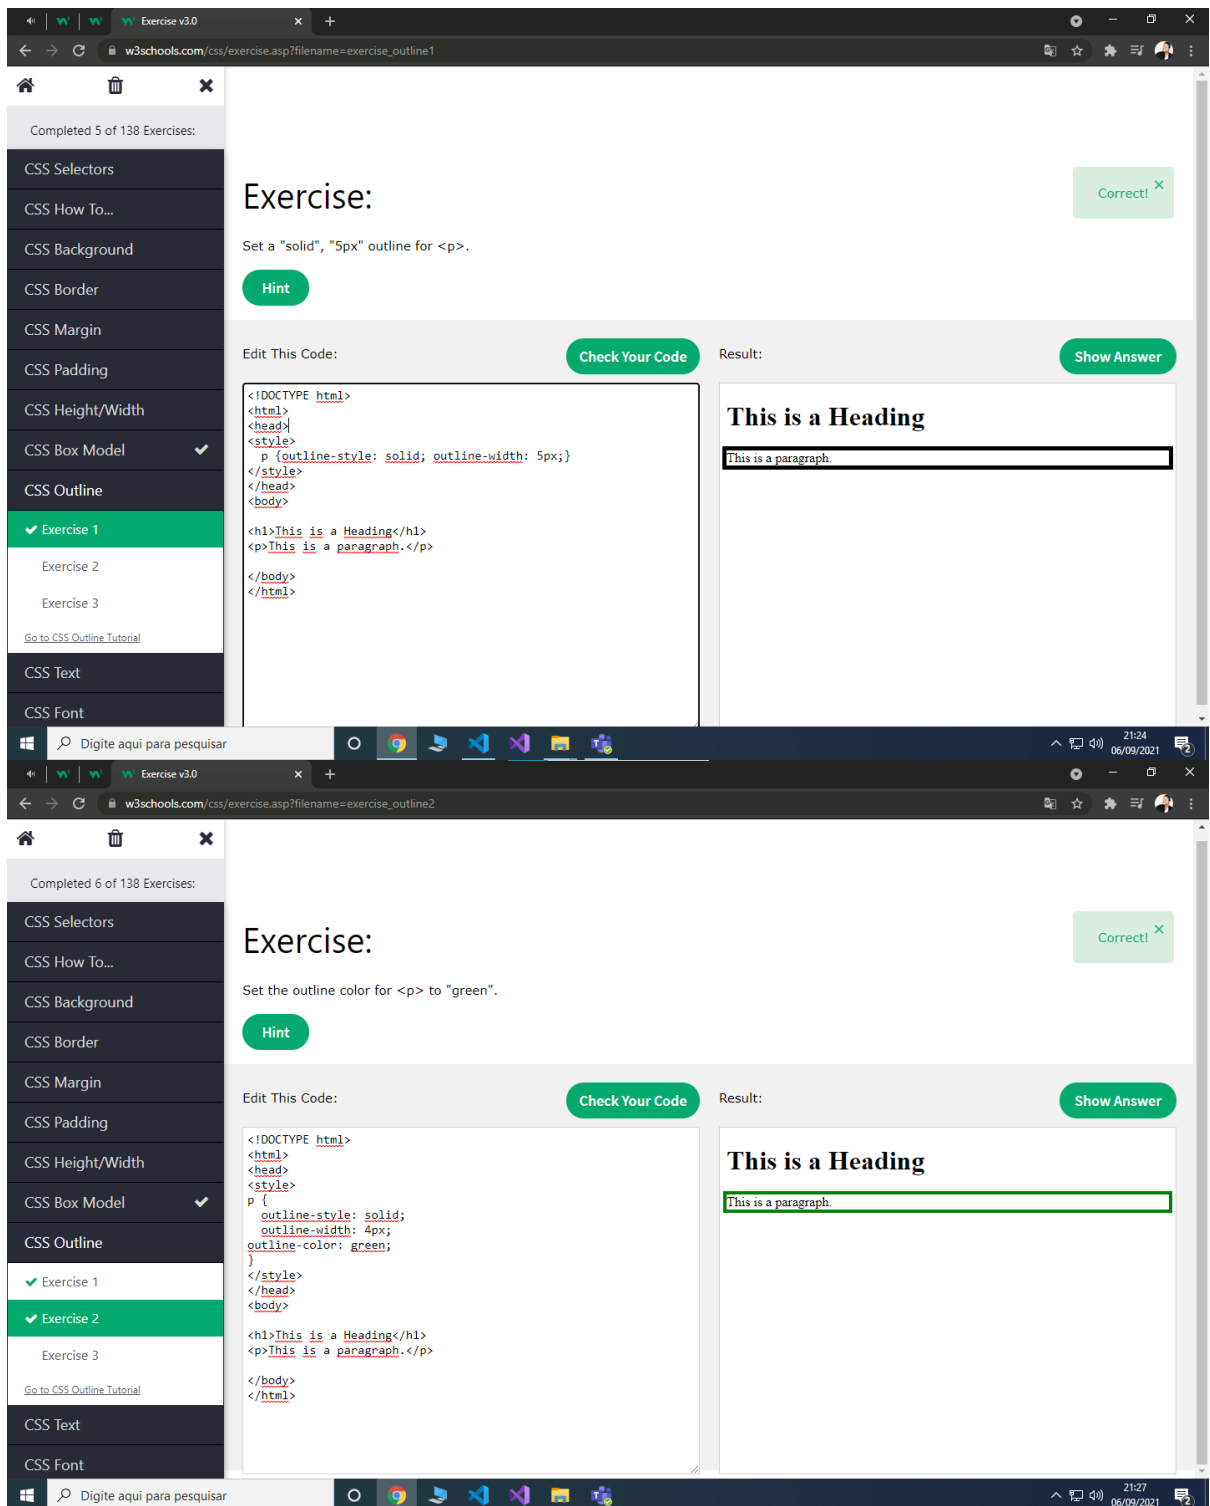 Exercise v3.0
w3schools.com/css/exercise.asp?filename=exercise_outline1
Completed 5 of 138 Exercises:
CSS Selectors
CSS How To...
CSS Background
CSS Border
CSS Margin
CSS Padding
CSS Height/Width
CSS Box Model
CSS Outline
Exercise 1
Exercise 2
Exercise 3
Go to CSS Outline Tutorial
CSS Text
CSS Font
Exercise:
Correct!
Set a "solid", "5px" outline for <p>.
Hint
Edit This Code:
Check Your Code
<!DOCTYPE html>
<html>
<head>
<style>
p {outline-style: solid; outline-width: 5px;}
</style>
</head>
<body>
<h1>This is a Heading</h1>
<p>This is a paragraph.</p>
</body>
</html>
Result:
Show Answer
This is a Heading
This is a paragraph.
Digite aqui para pesquisar
21:24
06/09/2021
2
Exercise v3.0
w3schools.com/css/exercise.asp?filename=exercise_outline2
Completed 6 of 138 Exercises:
CSS Selectors
CSS How To...
CSS Background
CSS Border
CSS Margin
CSS Padding
CSS Height/Width
CSS Box Model
CSS Outline
Exercise 1
Exercise 2
Exercise 3
Go to CSS Outline Tutorial
CSS Text
CSS Font
Exercise:
Correct!
Set the outline color for <p> to "green".
Hint
Edit This Code:
Check Your Code
<!DOCTYPE html>
<html>
<head>
<style>
p {
outline-style: solid;
outline-width: 4px;
outline-color: green;
}
</style>
</head>
<body>
<h1>This is a Heading</h1>
<p>This is a paragraph.</p>
</body>
</html>
Result:
Show Answer
This is a Heading
This is a paragraph.
Digite aqui para pesquisar
21:27
06/09/2021
2